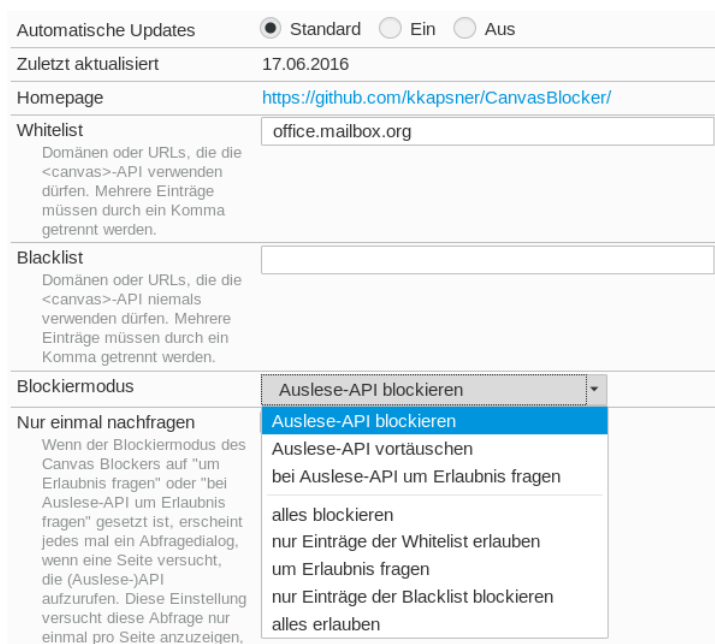 Automatische Updates Standard Ein Aus
Zuletzt aktualisiert 17.06.2016
Homepage https://github.com/kkapsner/CanvasBlocker/
Whitelist office.mailbox.org
Domänen oder URLs, die die
<canvas>-API verwenden
dürfen. Mehrere Einträge
müssen durch ein Komma
getrennt werden.
Blacklist
Domänen oder URLs, die die
<canvas>-API niemals
verwenden dürfen. Mehrere
Einträge müssen durch ein
Komma getrennt werden.
Blockiermodus Auslese-API blockieren
Auslese-API blockieren
Auslese-API vortäuschen
bei Auslese-API um Erlaubnis fragen
alles blockieren
nur Einträge der Whitelist erlauben
um Erlaubnis fragen
nur Einträge der Blacklist blockieren
alles erlauben
Nur einmal nachfragen
Wenn der Blockiermodus des
Canvas Blockers auf "um
Erlaubnis fragen" oder "bei
Auslese-API um Erlaubnis
fragen" gesetzt ist, erscheint
jedes mal ein Abfragedialog,
wenn eine Seite versucht,
die (Auslese-)API
aufzurufen. Diese Einstellung
versucht diese Abfrage nur
einmal pro Seite anzuzeigen,